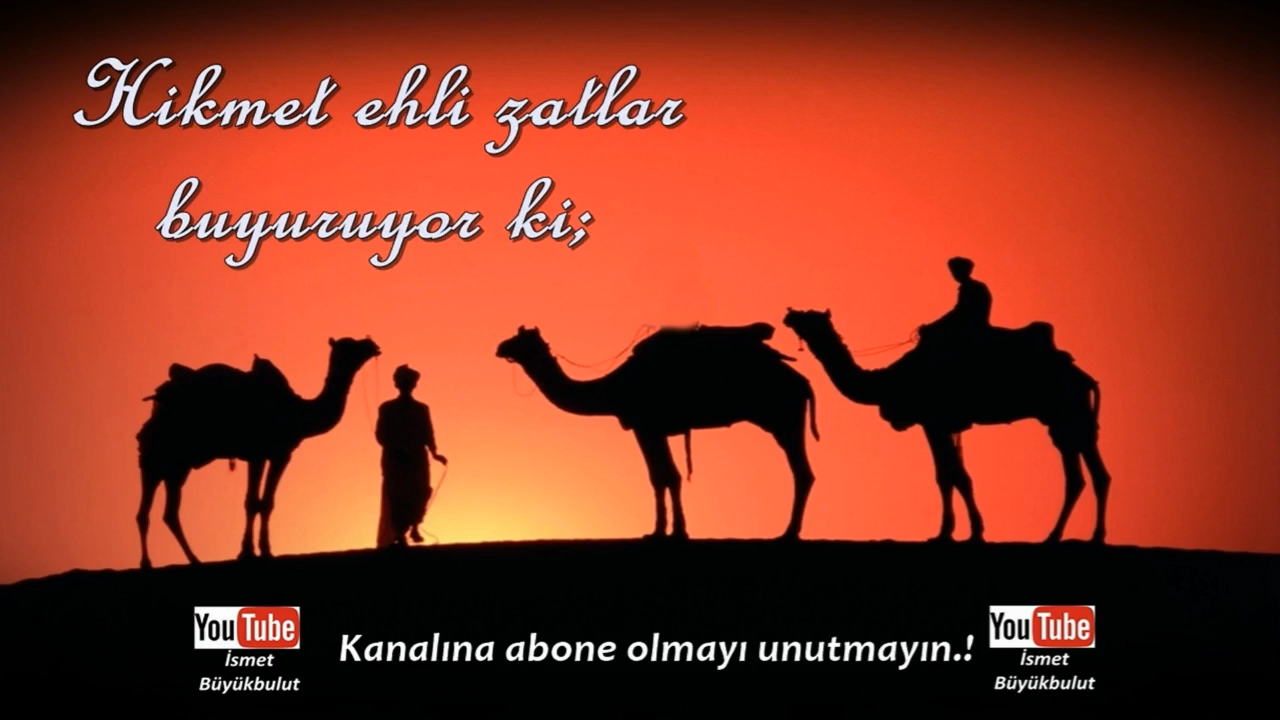 Hikmet ehli zatlar
buyuruyor ki;
YouTube
İsmet
Büyükbulut
Kanalına abone olmayı unutmayın.!
YouTube
İsmet
Büyükbulut